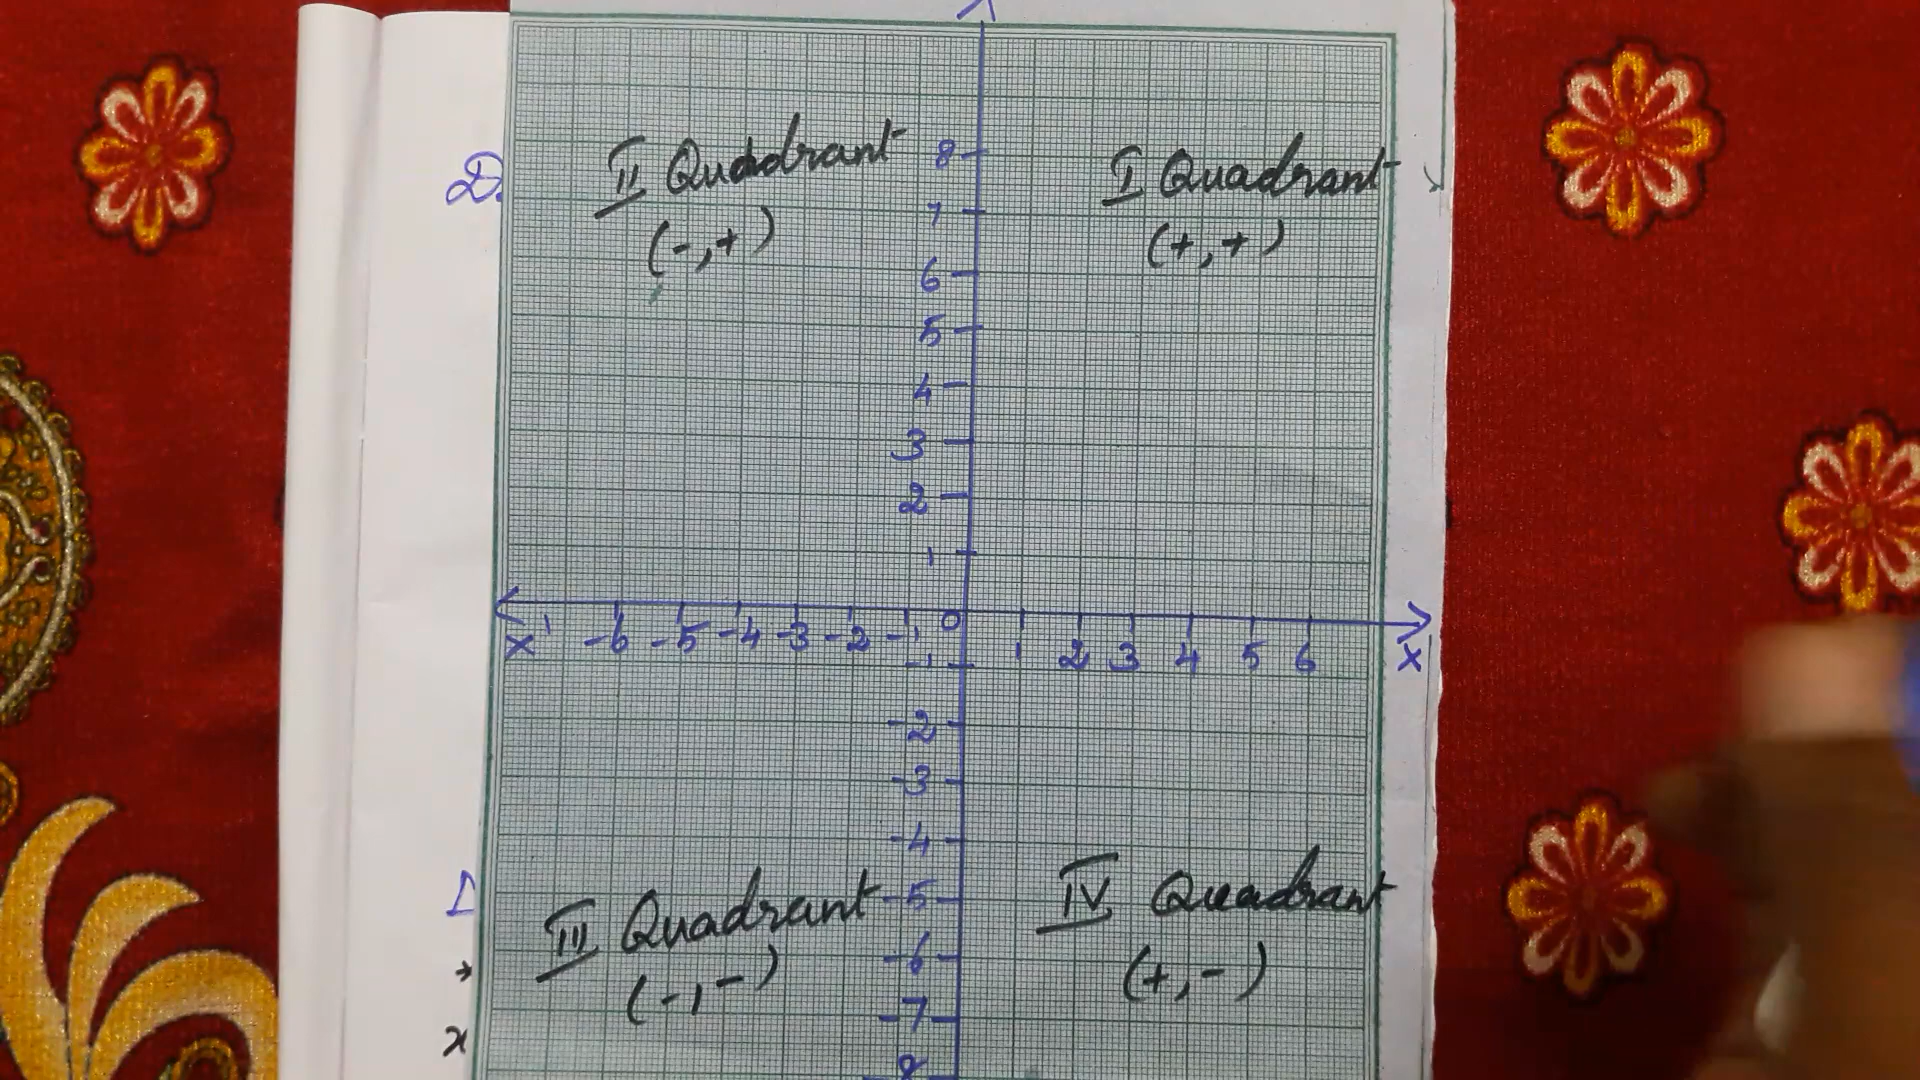 D.
II Quadrant
(-,+)
I Quadrant
(+,+)
8
7
6
5
4
3
2
1
X' -6 -5 -4 -3 -2 -1 0 1 2 3 4 5 6 X
-1
-2
-3
-4
-5
-6
-7
-8
III Quadrant
(-,-)
IV Quadrant
(+,-)
x